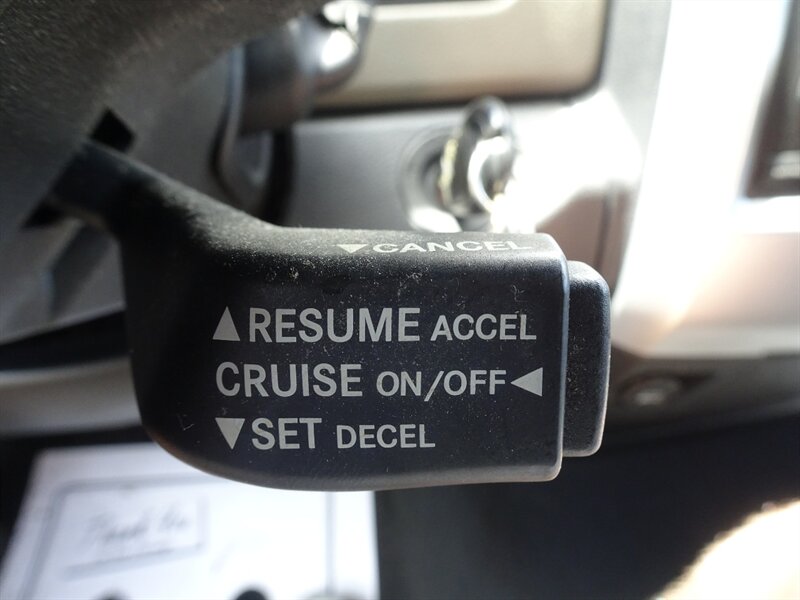 ▼CANCEL
▲RESUME ACCEL
CRUISE ON/OFF◀
▼SET DECEL